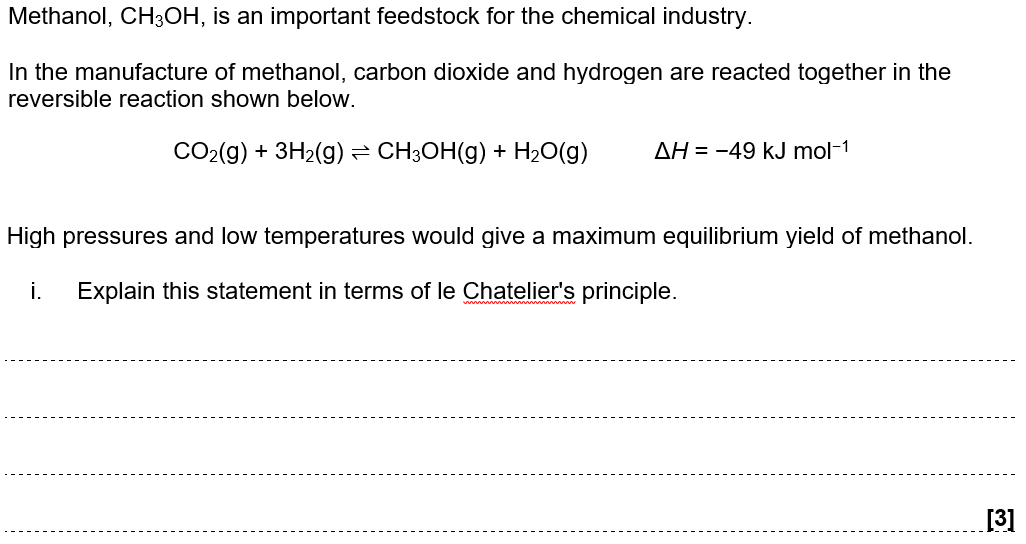 Methanol, CH₃OH, is an important feedstock for the chemical industry.
In the manufacture of methanol, carbon dioxide and hydrogen are reacted together in the
reversible reaction shown below.
CO₂(g) + 3H₂(g) ⇌ CH₃OH(g) + H₂O(g) ΔH = −49 kJ mol⁻¹
High pressures and low temperatures would give a maximum equilibrium yield of methanol.
i. Explain this statement in terms of le Chatelier's principle.
[3]